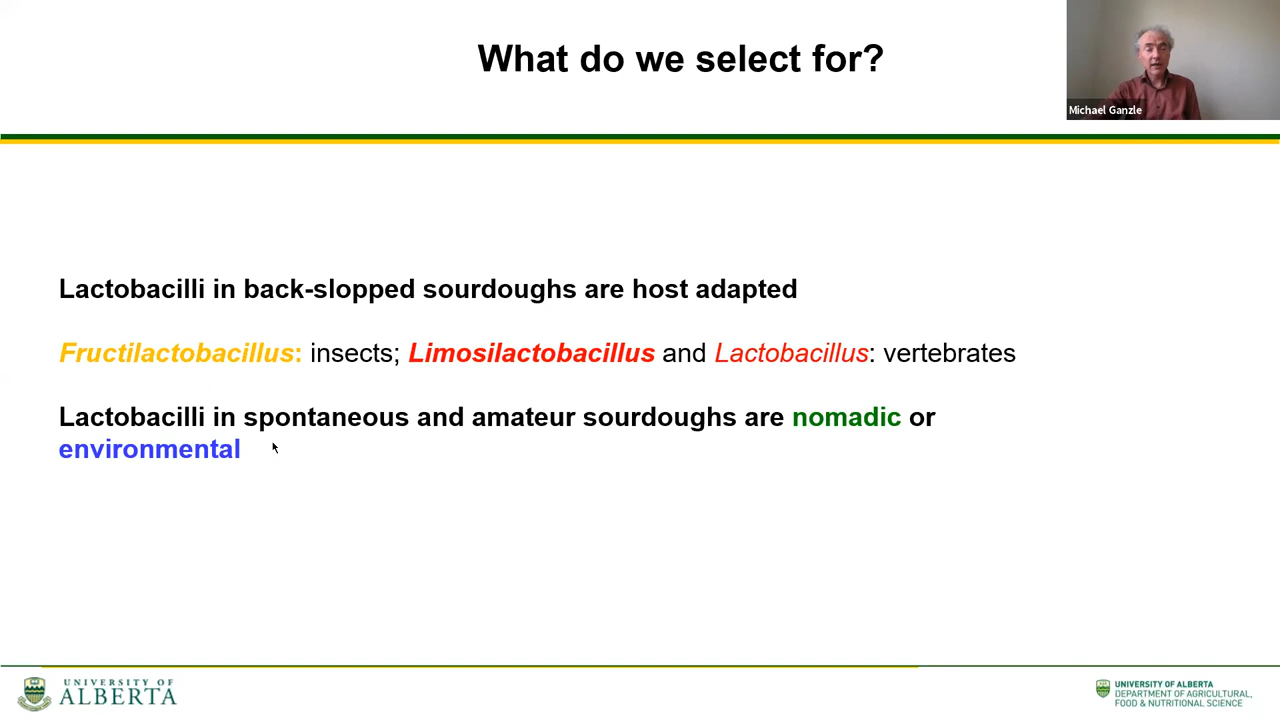 What do we select for?
Michael Ganzle
Lactobacilli in back-slopped sourdoughs are host adapted
Fructilactobacillus: insects; Limosilactobacillus and Lactobacillus: vertebrates
Lactobacilli in spontaneous and amateur sourdoughs are nomadic or
environmental
UNIVERSITY OF
ALBERTA
UNIVERSITY OF ALBERTA
DEPARTMENT OF AGRICULTURAL,
FOOD & NUTRITIONAL SCIENCE